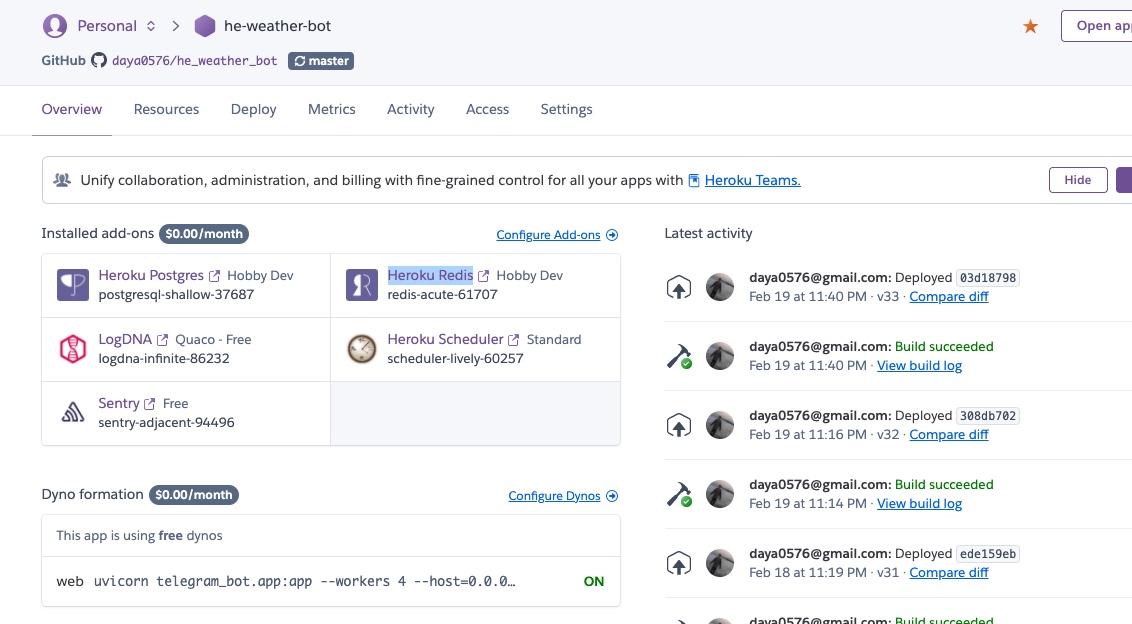 Personal
he-weather-bot
Open app
GitHub daya0576/he_weather_bot master
Overview Resources Deploy Metrics Activity Access Settings
Unify collaboration, administration, and billing with fine-grained control for all your apps with Heroku Teams.
Hide
Installed add-ons $0.00/month
Configure Add-ons
Heroku Postgres Hobby Dev
postgresql-shallow-37687
Heroku Redis Hobby Dev
redis-acute-61707
LogDNA Quaco - Free
logdna-infinite-86232
Heroku Scheduler Standard
scheduler-lively-60257
Sentry Free
sentry-adjacent-94496
Dyno formation $0.00/month
Configure Dynos
This app is using free dynos
web uvicorn telegram_bot.app:app --workers 4 --host=0.0.0…
ON
Latest activity
daya0576@gmail.com: Deployed 03d18798
Feb 19 at 11:40 PM · v33 · Compare diff
daya0576@gmail.com: Build succeeded
Feb 19 at 11:40 PM · View build log
daya0576@gmail.com: Deployed 308db702
Feb 19 at 11:16 PM · v32 · Compare diff
daya0576@gmail.com: Build succeeded
Feb 19 at 11:14 PM · View build log
daya0576@gmail.com: Deployed ede159eb
Feb 18 at 11:19 PM · v31 · Compare diff
daya0576@gmail.com: Build succeeded